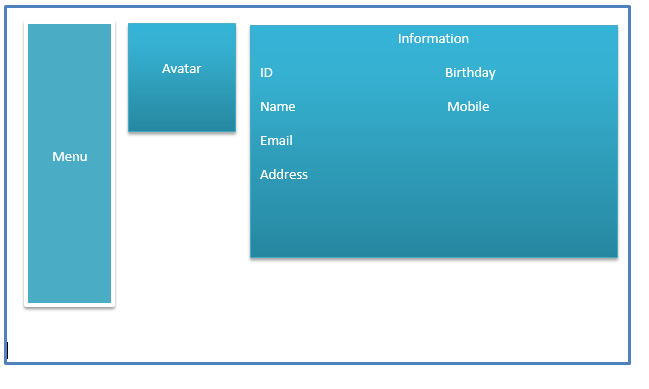 Menu
Avatar
Information
ID Birthday
Name Mobile
Email
Address